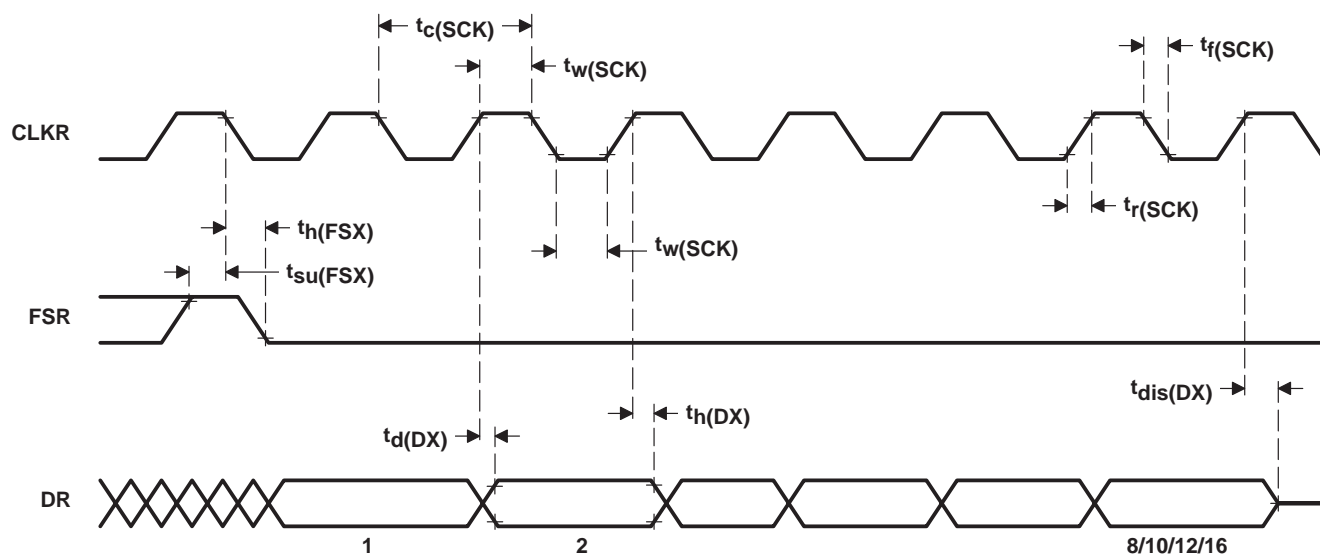 tc(SCK)
tw(SCK)
tf(SCK)
CLKR
tr(SCK)
th(FSX)
tw(SCK)
tsu(FSX)
FSR
tdis(DX)
th(DX)
td(DX)
DR
1 2 8/10/12/16